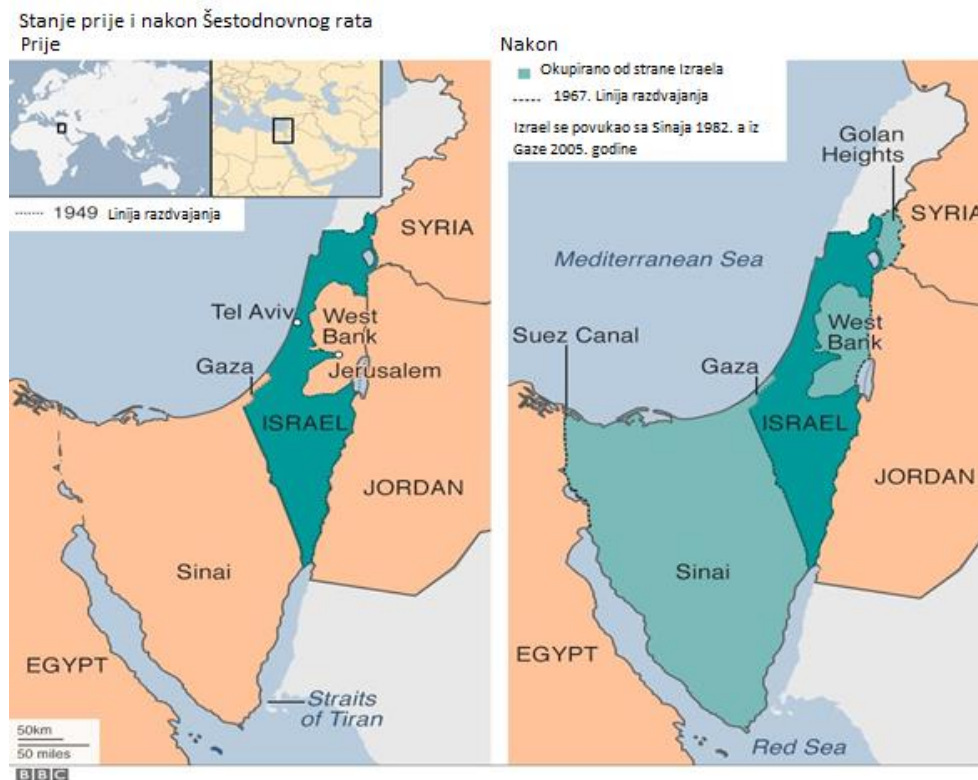 Stanje prije i nakon Šestodnovnog rata
Prije
1949 Linija razdvajanja
SYRIA
Tel Aviv
West
Bank
Gaza
Jerusalem
ISRAEL
JORDAN
Sinai
EGYPT
Straits
of Tiran
50km
50 miles
BBC
Nakon
Okupirano od strane Izraela
1967. Linija razdvajanja
Izrael se povukao sa Sinaja 1982. a iz
Gaze 2005. godine
Golan
Heights
SYRIA
Mediterranean Sea
Suez Canal
West
Bank
Gaza
ISRAEL
JORDAN
Sinai
EGYPT
Red Sea